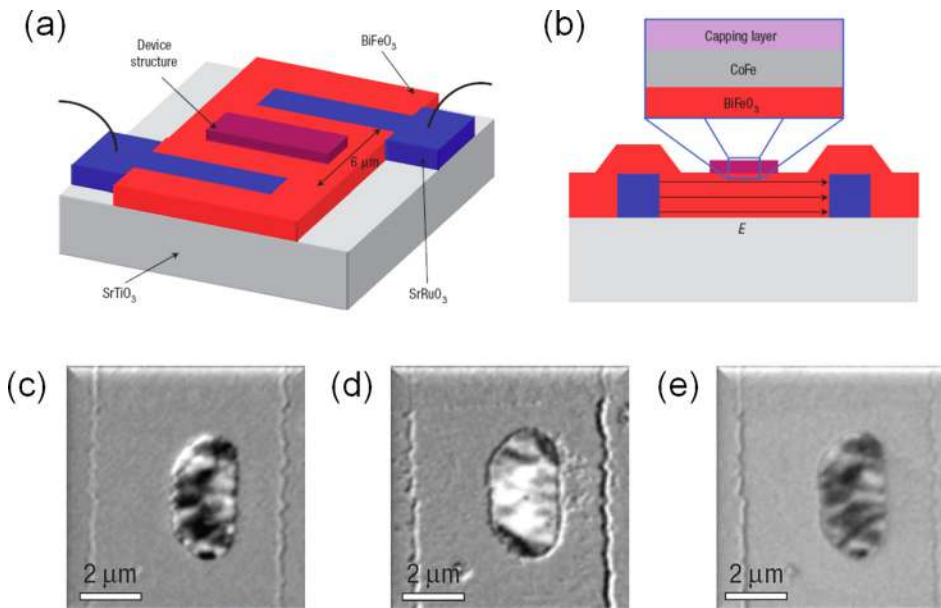 (a)
Device
structure
BiFeO₃
6 μm
SrTiO₃
SrRuO₃
(b)
Capping layer
CoFe
BiFeO₃
E
(c)
2 μm
(d)
2 μm
(e)
2 μm